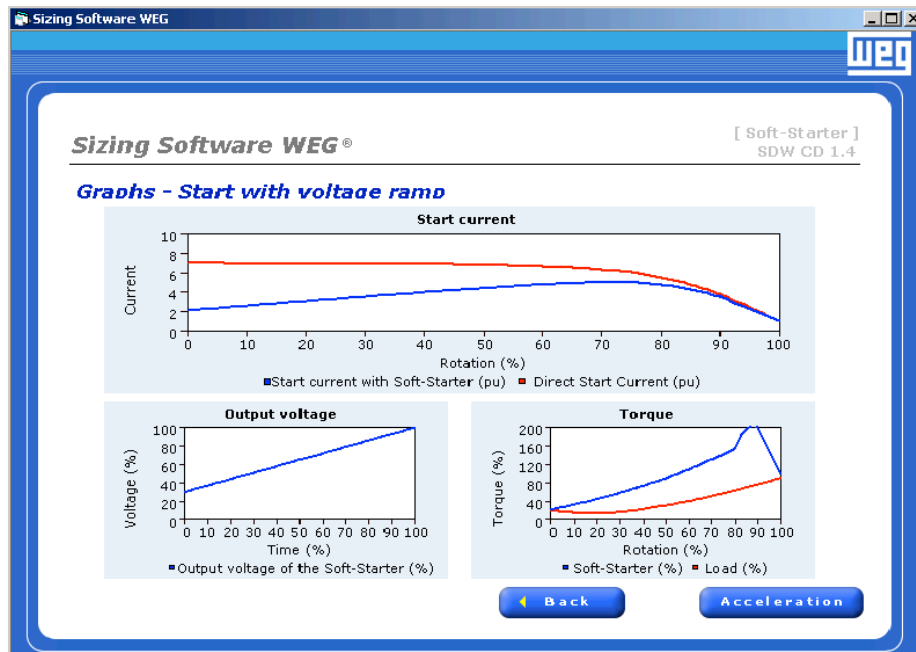 Sizing Software WEG
WEG
Sizing Software WEG®
[ Soft-Starter ]
SDW CD 1.4
Graphs - Start with voltage ramp
Start current
Current
10
8
6
4
2
0
0 10 20 30 40 50 60 70 80 90 100
Rotation (%)
Start current with Soft-Starter (pu) Direct Start Current (pu)
Output voltage
Voltage (%)
100
80
60
40
20
0
0 10 20 30 40 50 60 70 80 90 100
Time (%)
Output voltage of the Soft-Starter (%)
Torque
Torque (%)
200
160
120
80
40
0
0 10 20 30 40 50 60 70 80 90 100
Rotation (%)
Soft-Starter (%) Load (%)
Back
Acceleration